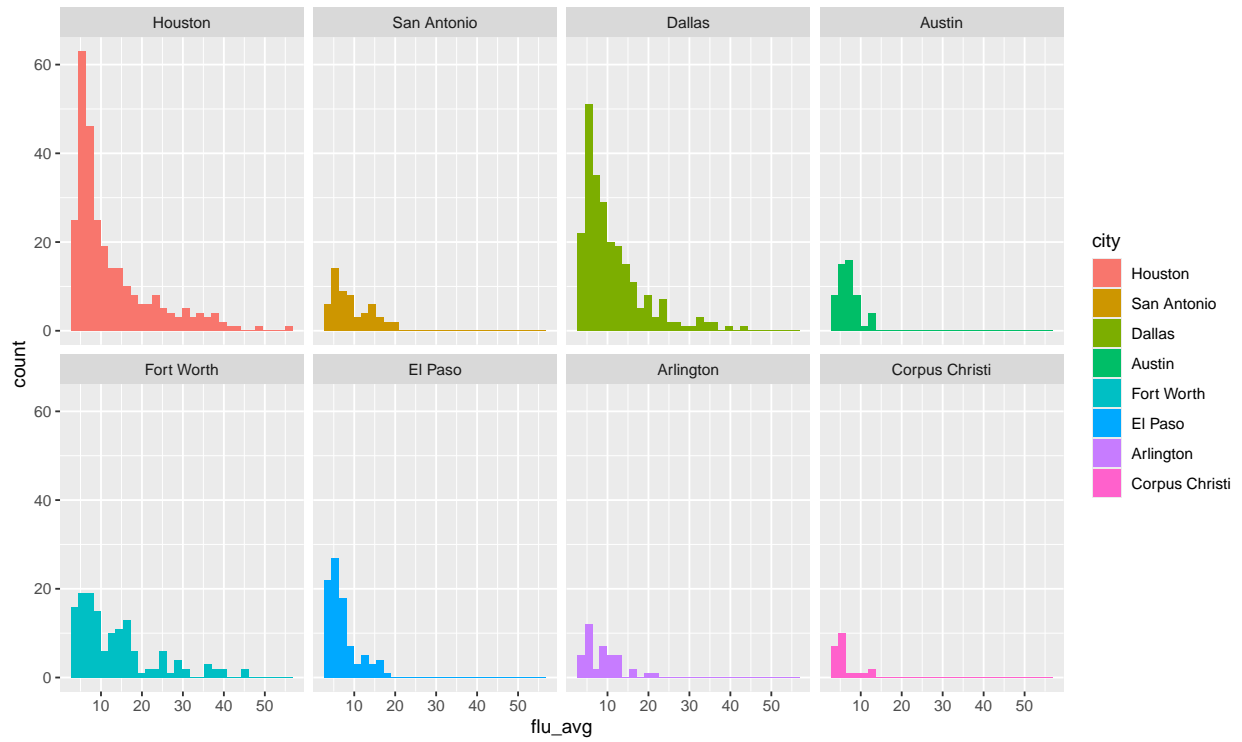 Houston San Antonio Dallas Austin
60
40
20
0
Fort Worth El Paso Arlington Corpus Christi
60
40
20
0
10 20 30 40 50 10 20 30 40 50 10 20 30 40 50 10 20 30 40 50
flu_avg
count
city
Houston
San Antonio
Dallas
Austin
Fort Worth
El Paso
Arlington
Corpus Christi